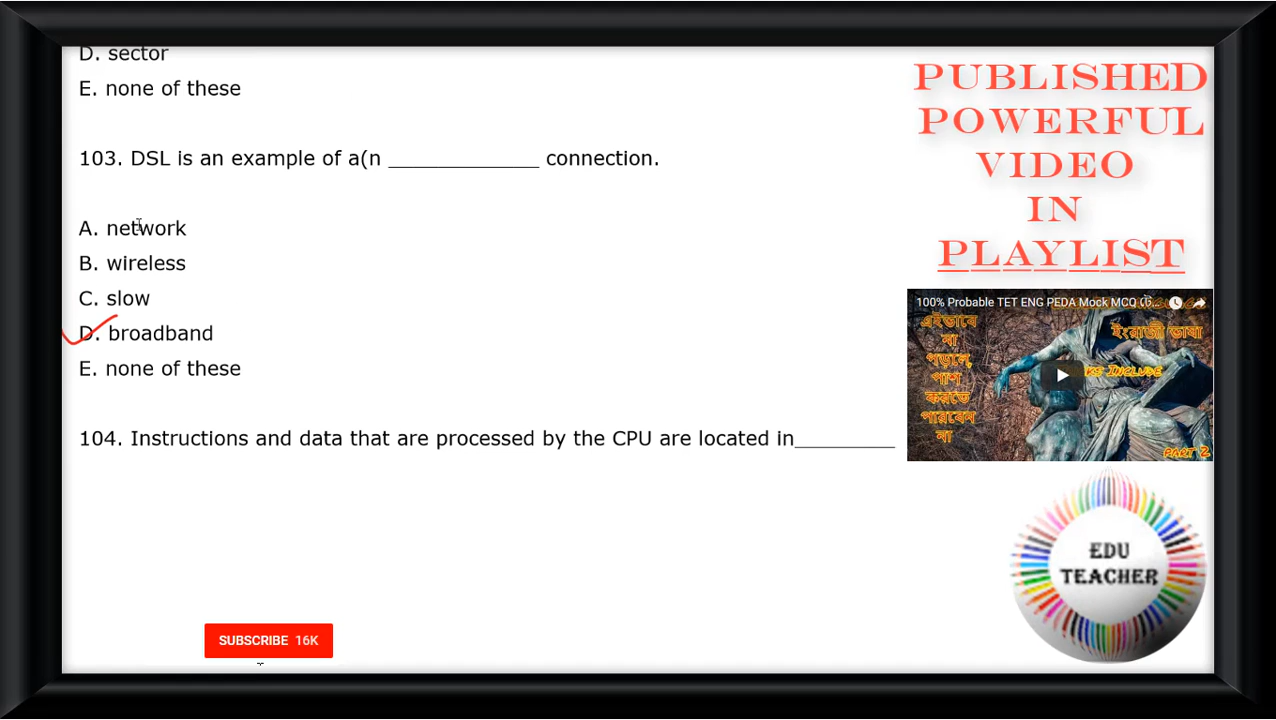 D. sector
E. none of these
103. DSL is an example of a(n _____________ connection.
A. network
B. wireless
C. slow
D. broadband
E. none of these
104. Instructions and data that are processed by the CPU are located in_________
SUBSCRIBE 16K
PUBLISHED
POWERFUL
VIDEO
IN
PLAYLIST
100% Probable TET ENG PEDA Mock MCQ টে...
এইভাবে
না
পড়লে,
পাশ
করতে
পারবেন
না
ইংরাজী ভাষা
INCLUDE
PART 2
EDU
TEACHER